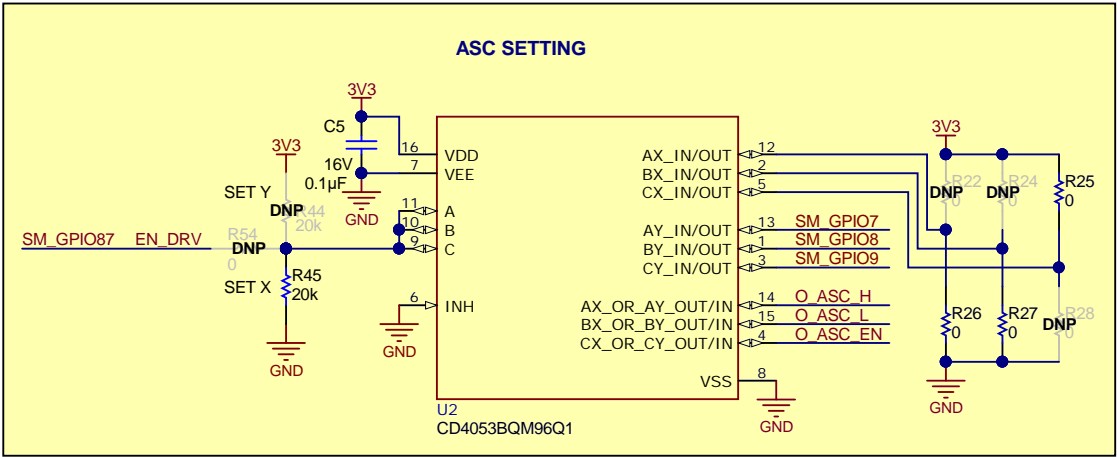 ASC SETTING
3V3
C5
16V
0.1µF
GND
3V3
SET Y
DNP
R44
20k
SM_GPIO87 EN_DRV
R54
DNP
0
SET X
R45
20k
GND
16 VDD
7 VEE
11 A
10 B
9 C
6 INH
GND
AX_IN/OUT 12
BX_IN/OUT 2
CX_IN/OUT 5
AY_IN/OUT 13 SM_GPIO7
BY_IN/OUT 1 SM_GPIO8
CY_IN/OUT 3 SM_GPIO9
AX_OR_AY_OUT/IN 14 O_ASC_H
BX_OR_BY_OUT/IN 15 O_ASC_L
CX_OR_CY_OUT/IN 4 O_ASC_EN
VSS 8
GND
U2
CD4053BQM96Q1
3V3
R22
DNP
0
R24
DNP
0
R25
0
R26
0
R27
0
R28
DNP
0
GND